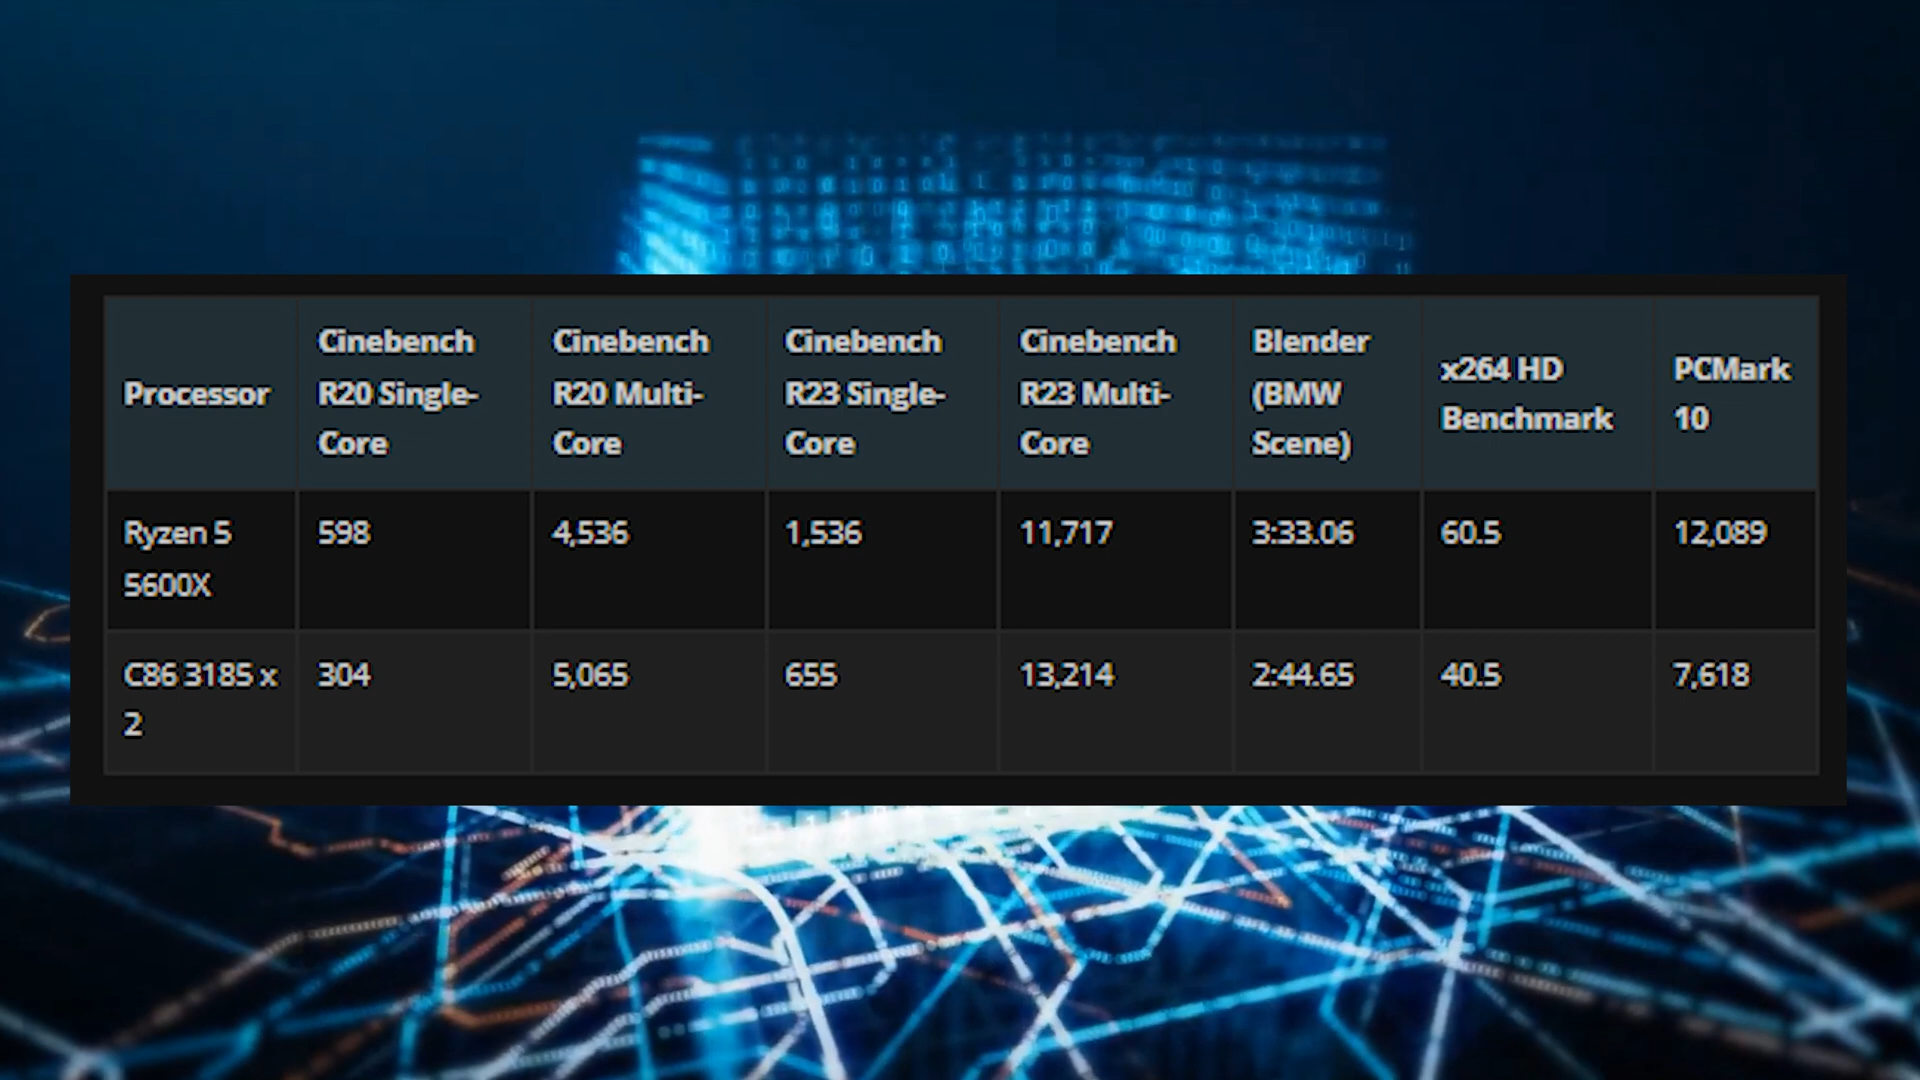 Processor
Cinebench
R20 Single-
Core
Cinebench
R20 Multi-
Core
Cinebench
R23 Single-
Core
Cinebench
R23 Multi-
Core
Blender
(BMW
Scene)
x264 HD
Benchmark
PCMark
10
Ryzen 5
5600X
598
4,536
1,536
11,717
3:33.06
60.5
12,089
C86 3185 x
2
304
5,065
655
13,214
2:44.65
40.5
7,618